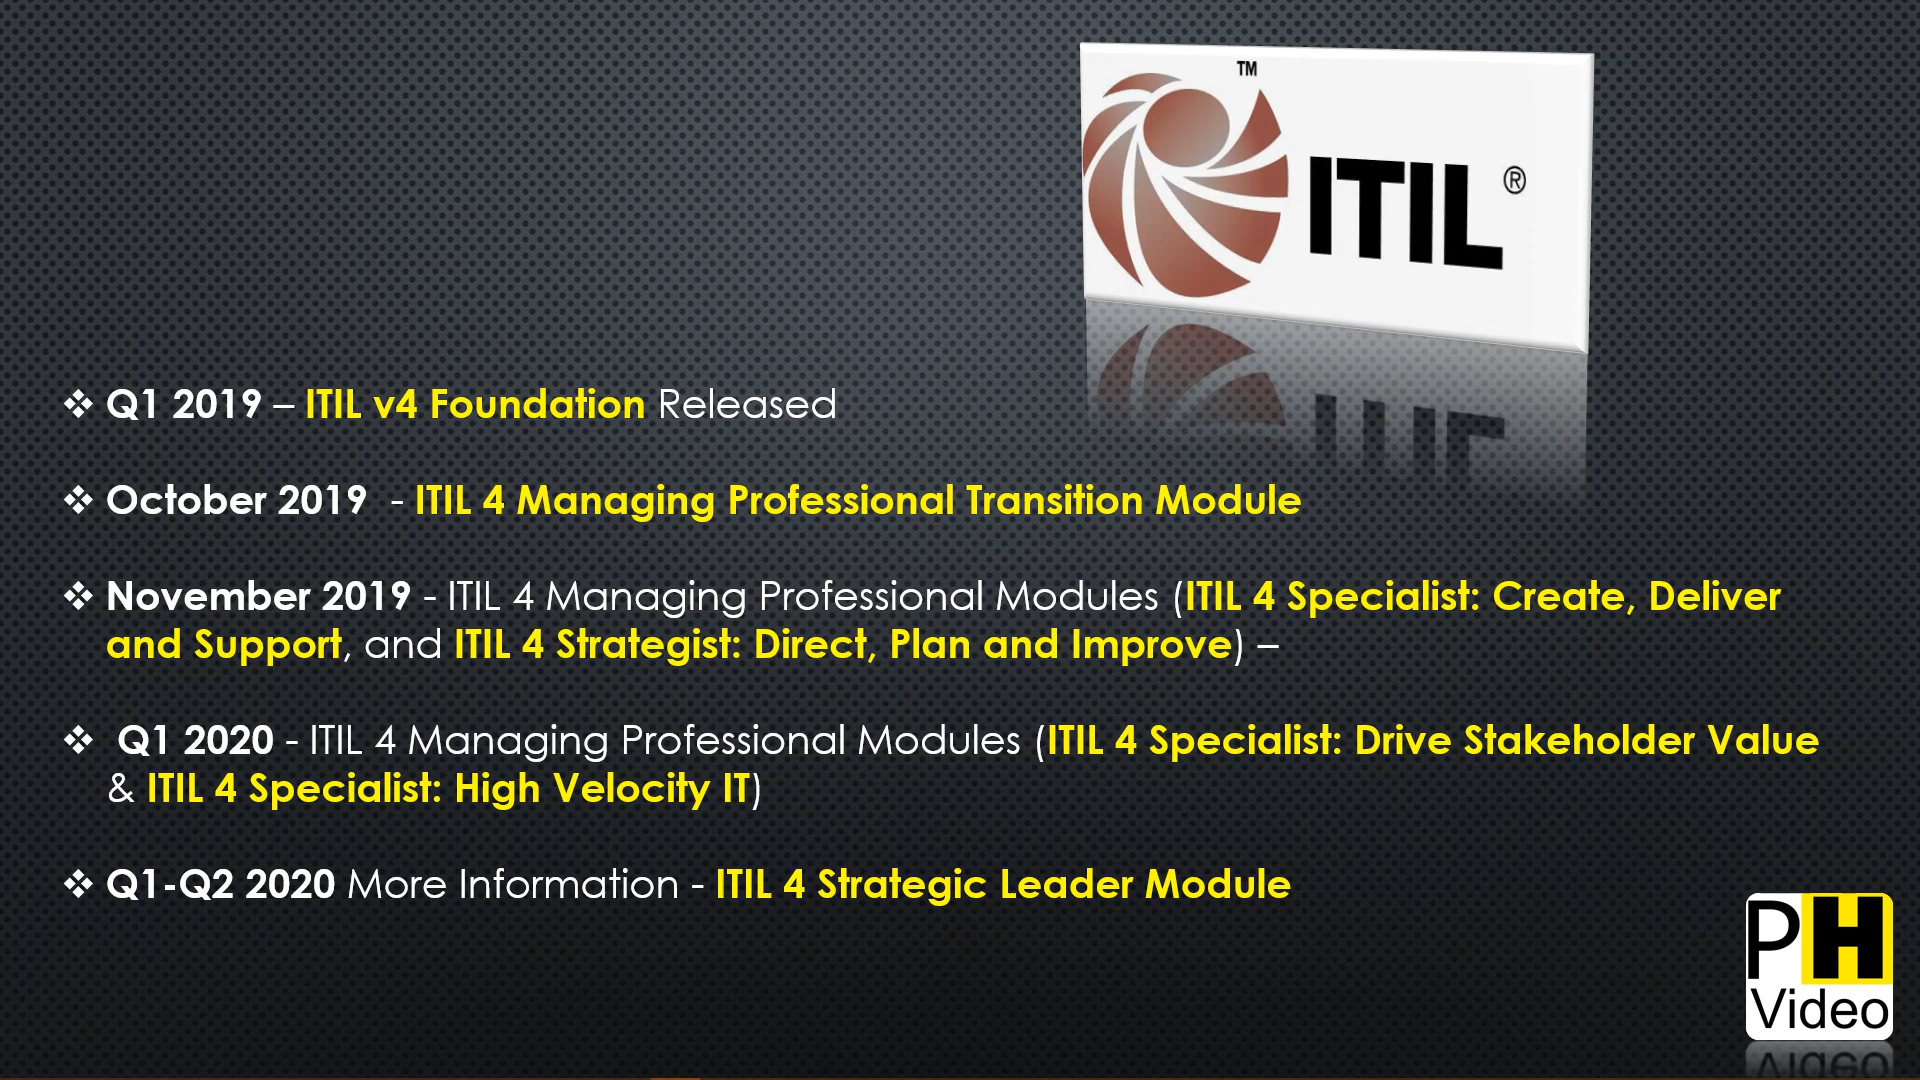 TM
ITIL ®
❖ Q1 2019 – ITIL v4 Foundation Released
❖ October 2019 - ITIL 4 Managing Professional Transition Module
❖ November 2019 - ITIL 4 Managing Professional Modules (ITIL 4 Specialist: Create, Deliver
and Support, and ITIL 4 Strategist: Direct, Plan and Improve) –
❖ Q1 2020 - ITIL 4 Managing Professional Modules (ITIL 4 Specialist: Drive Stakeholder Value
& ITIL 4 Specialist: High Velocity IT)
❖ Q1-Q2 2020 More Information - ITIL 4 Strategic Leader Module
PH
Video